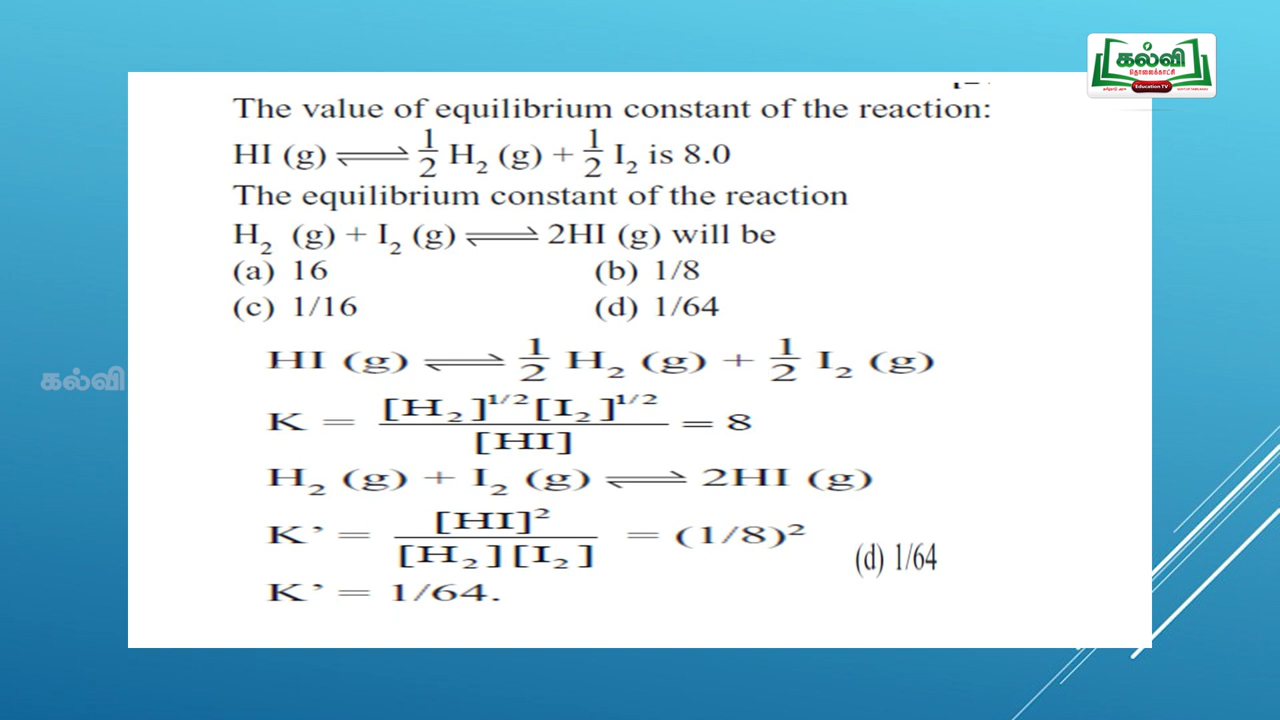 கல்வி
தொலைக்காட்சி
Education TV
The value of equilibrium constant of the reaction:
HI (g) ⇌ 1/2 H₂ (g) + 1/2 I₂ is 8.0
The equilibrium constant of the reaction
H₂ (g) + I₂ (g) ⇌ 2HI (g) will be
(a) 16 (b) 1/8
(c) 1/16 (d) 1/64
HI (g) ⇌ 1/2 H₂ (g) + 1/2 I₂ (g)
கல்வி
K = [H₂]^1/2 [I₂]^1/2 / [HI] = 8
H₂ (g) + I₂ (g) ⇌ 2HI (g)
K’ = [HI]² / [H₂] [I₂] = (1/8)²
(d) 1/64
K’ = 1/64.